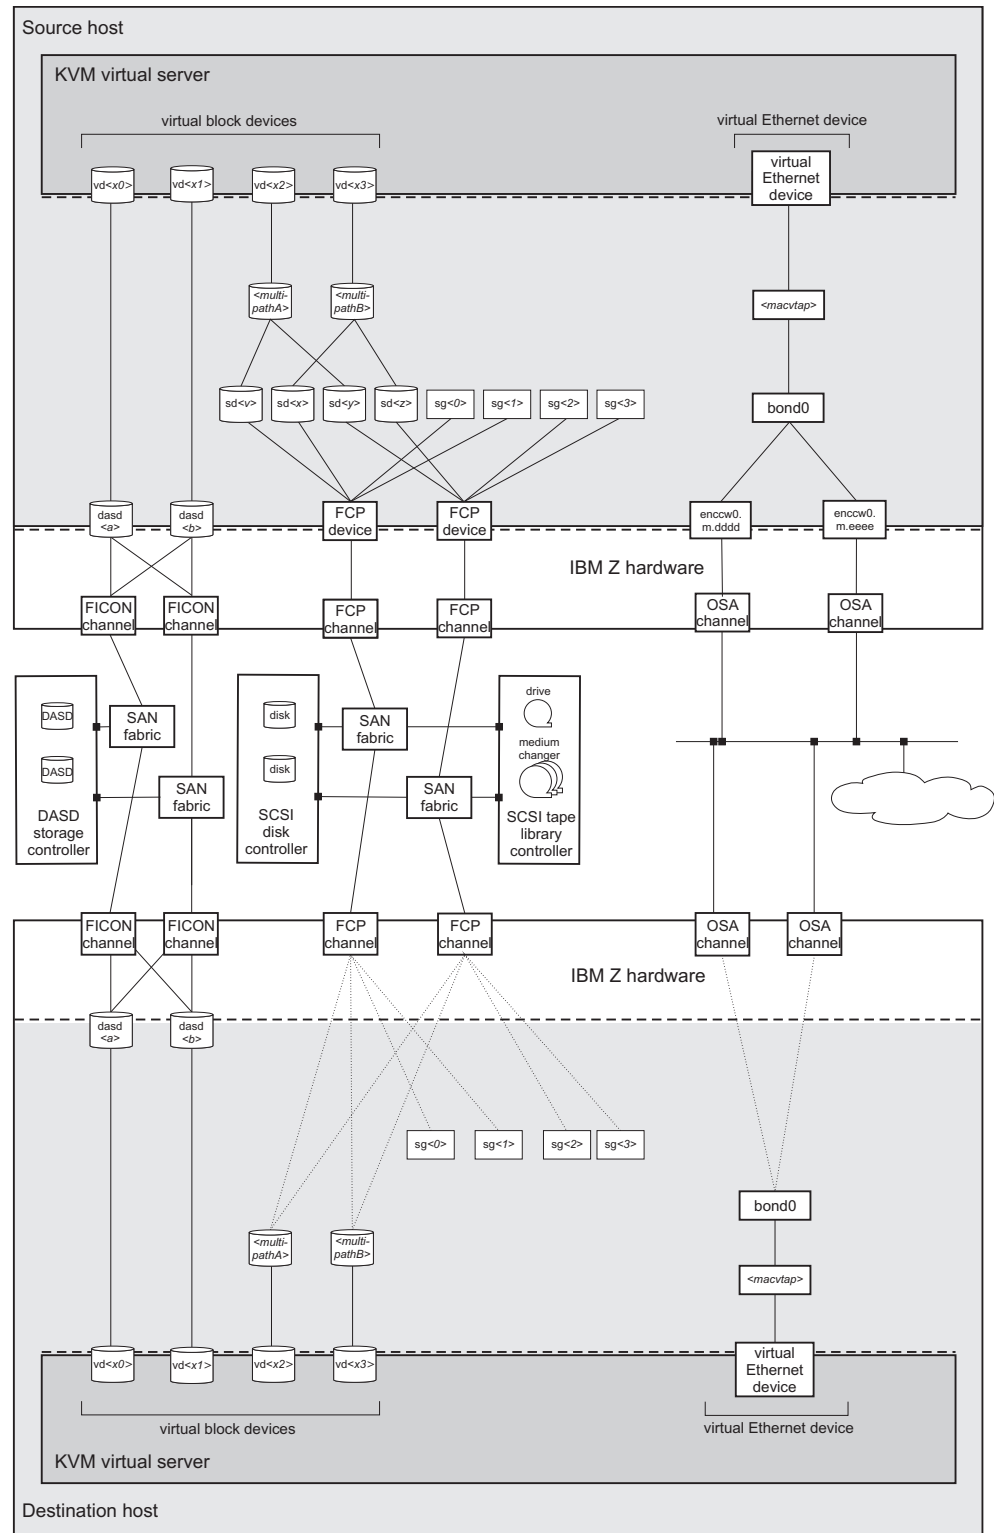 Source host
KVM virtual server
virtual block devices
virtual Ethernet device
vd<x0>
vd<x1>
vd<x2>
vd<x3>
virtual
Ethernet
device
<multi-
pathA>
<multi-
pathB>
<macvtap>
sd<v>
sd<x>
sd<y>
sd<z>
sg<0>
sg<1>
sg<2>
sg<3>
bond0
dasd
<a>
dasd
<b>
FCP
device
FCP
device
enccw0.
m.dddd
enccw0.
m.eeee
IBM Z hardware
FICON
channel
FICON
channel
FCP
channel
FCP
channel
OSA
channel
OSA
channel
DASD
DASD
DASD
storage
controller
SAN
fabric
SAN
fabric
disk
disk
SCSI
disk
controller
SAN
fabric
SAN
fabric
drive
medium
changer
SCSI tape
library
controller
FICON
channel
FICON
channel
FCP
channel
FCP
channel
OSA
channel
OSA
channel
IBM Z hardware
dasd
<a>
dasd
<b>
sg<0>
sg<1>
sg<2>
sg<3>
bond0
<multi-
pathA>
<multi-
pathB>
<macvtap>
vd<x0>
vd<x1>
vd<x2>
vd<x3>
virtual
Ethernet
device
virtual block devices
virtual Ethernet device
KVM virtual server
Destination host